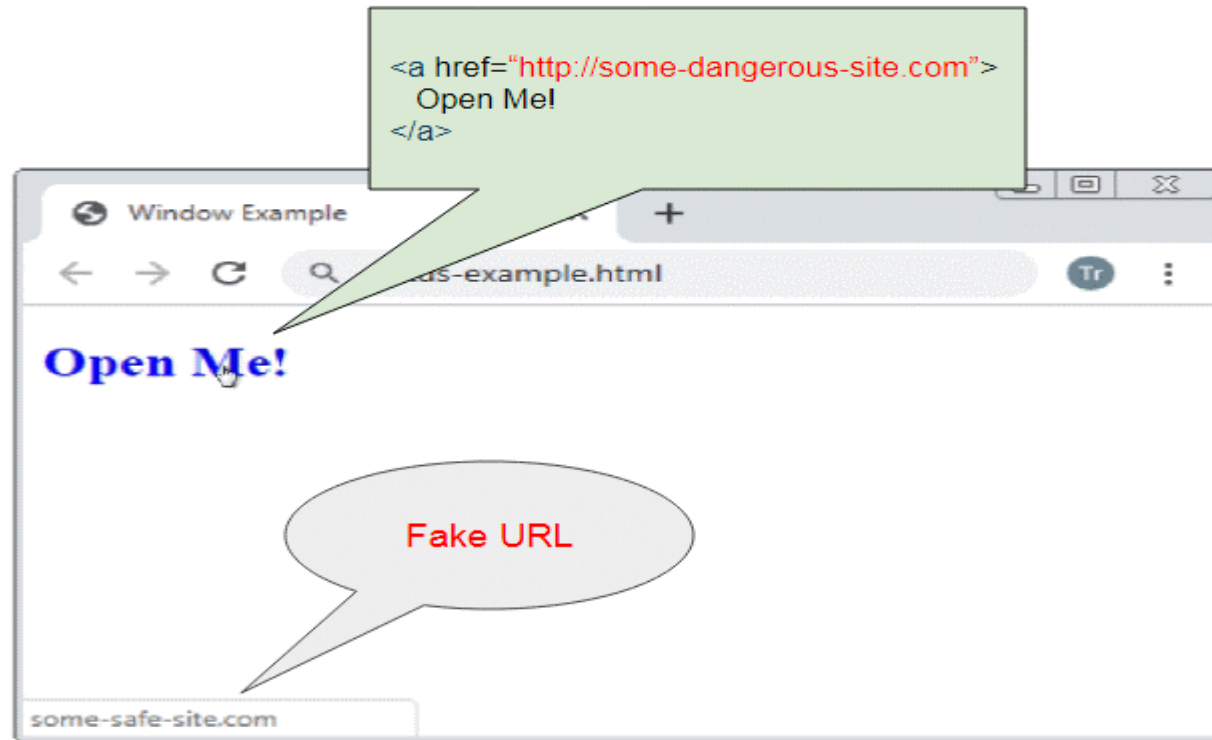 <a href=“http://some-dangerous-site.com”>
Open Me!
</a>
Window Example
-example.html
Tr
Open Me!
Fake URL
some-safe-site.com